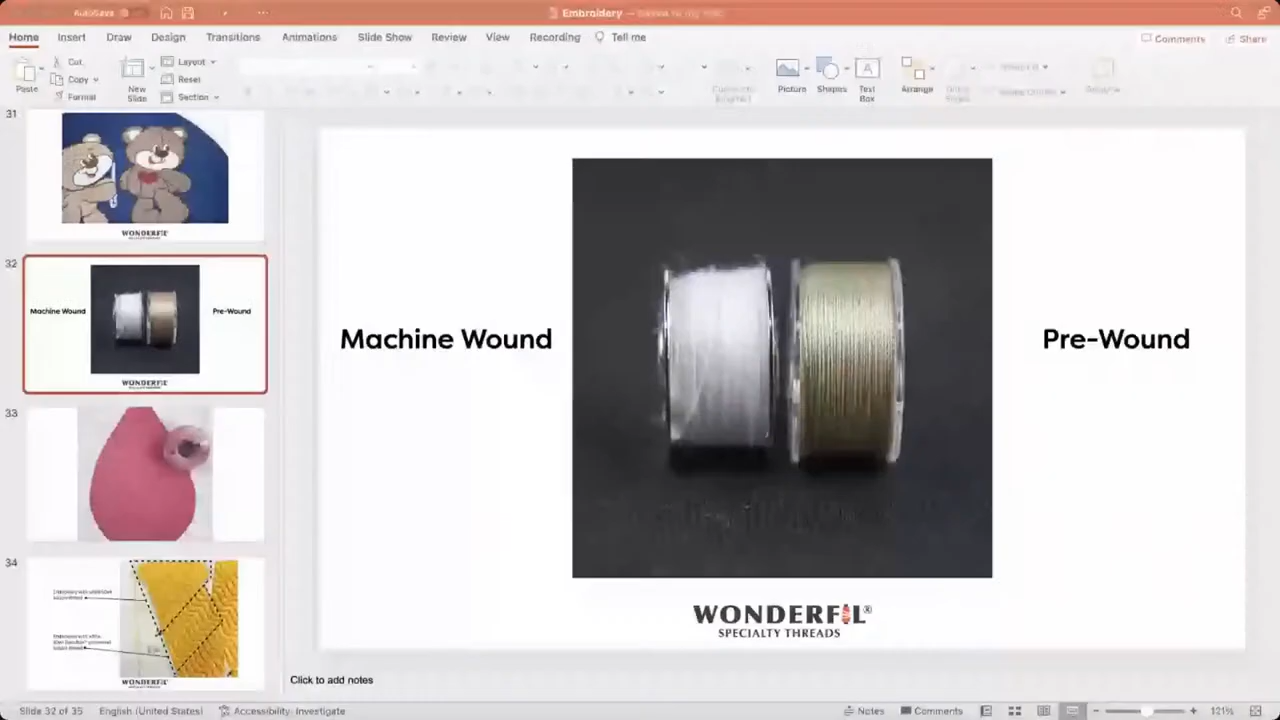 AutoSave
Embroidery
Home Insert Draw Design Transitions Animations Slide Show Review View Recording Tell me
Comments Share
Paste
Cut
Copy
Format
New
Slide
Layout
Reset
Section
Picture
Shapes
Text
Box
Arrange
31
WONDERFIL
32
Machine Wound
Pre-Wound
WONDERFIL
33
34
WONDERFIL
Machine Wound
Pre-Wound
WONDERFIL®
SPECIALTY THREADS
Click to add notes
Slide 32 of 35 English (United States) Accessibility: Investigate
Notes Comments 121%